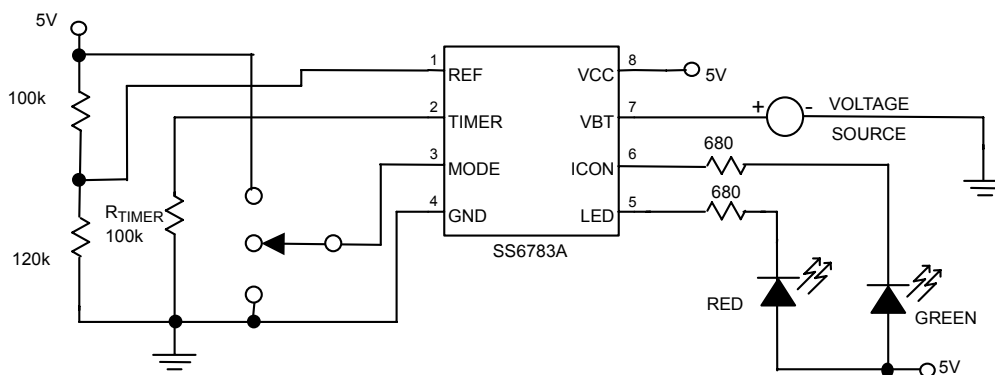 5V
100k
120k
RTIMER
100k
1
REF
2
TIMER
3
MODE
4
GND
8
VCC
7
VBT
6
ICON
5
LED
SS6783A
5V
+
-
VOLTAGE
SOURCE
680
680
RED
GREEN
5V